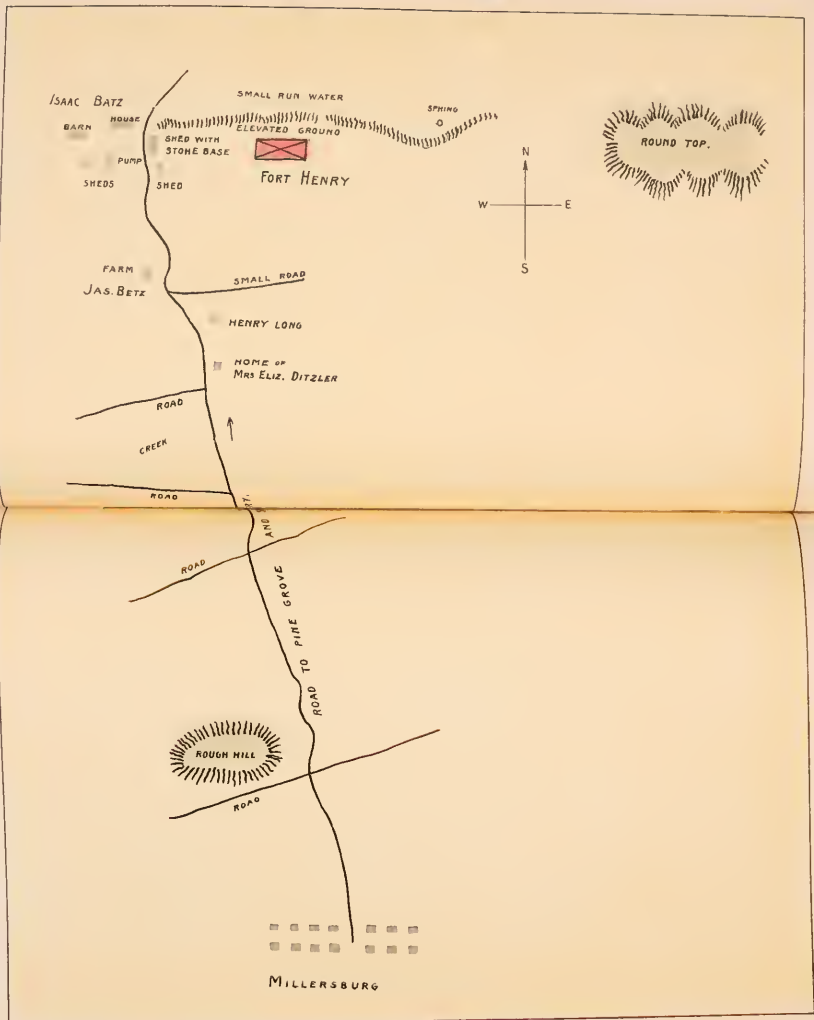 SMALL RUN WATER
ISAAC BATZ
SPRING
HOUSE
BARN
ELEVATED GROUND
SHED WITH
STONE BASE
ROUND TOP.
PUMP
FORT HENRY
SHEDS
SHED
N
W
E
S
FARM
JAS. BETZ
SMALL ROAD
HENRY LONG
HOME OF
MRS ELIZ. DITZLER
ROAD
CREEK
ROAD
ROAD
ROAD TO PINE GROVE AND
ROUGH HILL
ROAD
MILLERSBURG